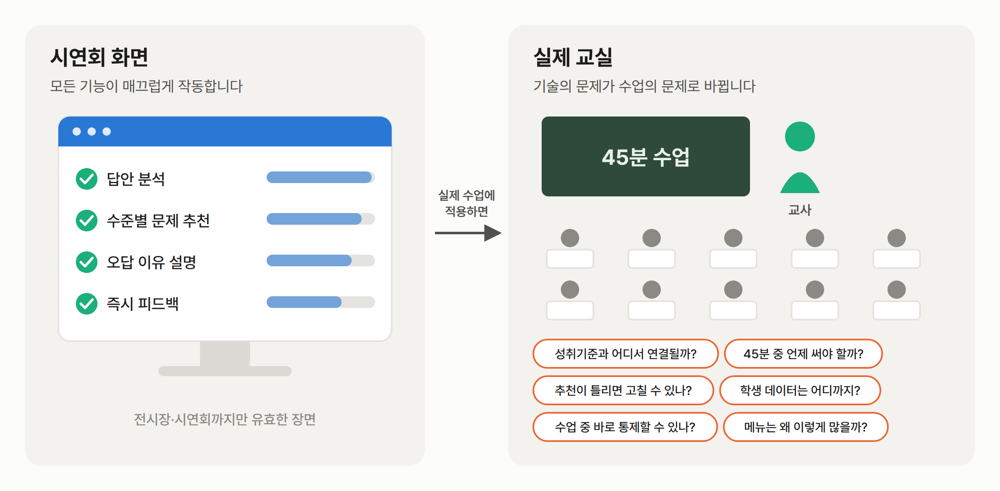 시연회 화면
모든 기능이 매끄럽게 작동합니다
답안 분석
수준별 문제 추천
오답 이유 설명
즉시 피드백
전시장·시연회까지만 유효한 장면
실제 수업에
적용하면
실제 교실
기술의 문제가 수업의 문제로 바뀝니다
45분 수업
교사
성취기준과 어디서 연결될까?
45분 중 언제 써야 할까?
추천이 틀리면 고칠 수 있나?
학생 데이터는 어디까지?
수업 중 바로 통제할 수 있나?
메뉴는 왜 이렇게 많을까?